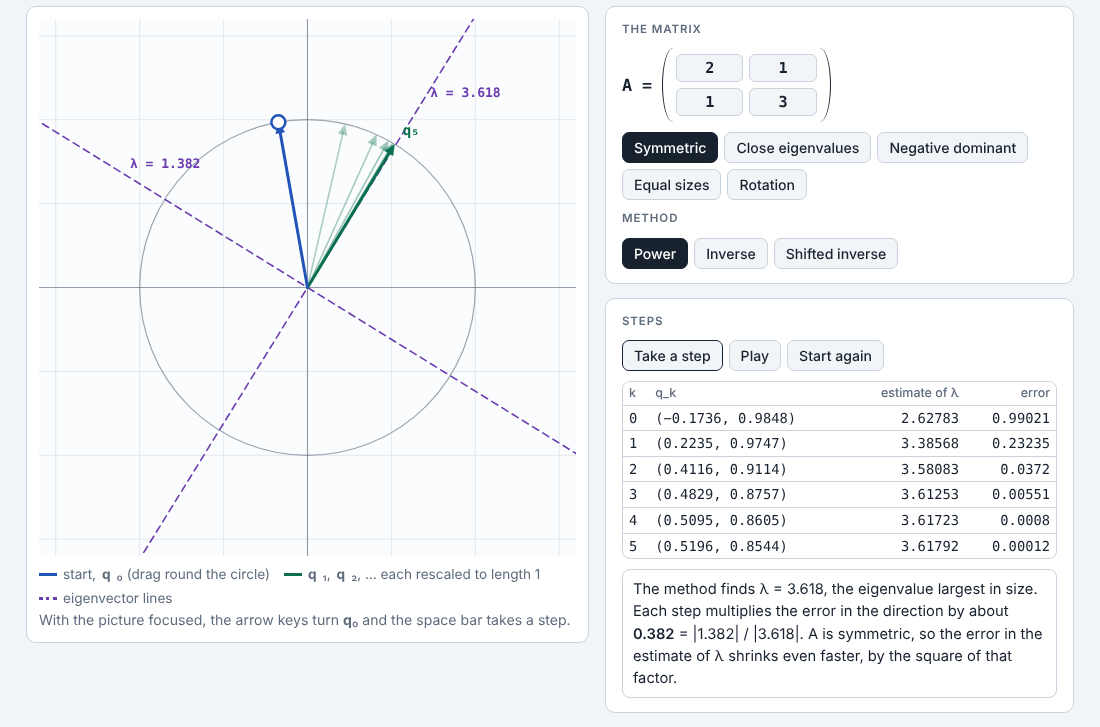 λ = 3.618
q₅
λ = 1.382
start, q ₀ (drag round the circle) q ₁, q ₂, ... each rescaled to length 1
eigenvector lines
With the picture focused, the arrow keys turn q₀ and the space bar takes a step.
THE MATRIX
A =
2 1
1 3
Symmetric Close eigenvalues Negative dominant
Equal sizes Rotation
METHOD
Power Inverse Shifted inverse
STEPS
Take a step Play Start again
k q_k estimate of λ error
0 (−0.1736, 0.9848) 2.62783 0.99021
1 (0.2235, 0.9747) 3.38568 0.23235
2 (0.4116, 0.9114) 3.58083 0.0372
3 (0.4829, 0.8757) 3.61253 0.00551
4 (0.5095, 0.8605) 3.61723 0.0008
5 (0.5196, 0.8544) 3.61792 0.00012
The method finds λ = 3.618, the eigenvalue largest in size.
Each step multiplies the error in the direction by about
0.382 = |1.382| / |3.618|. A is symmetric, so the error in the
estimate of λ shrinks even faster, by the square of that
factor.